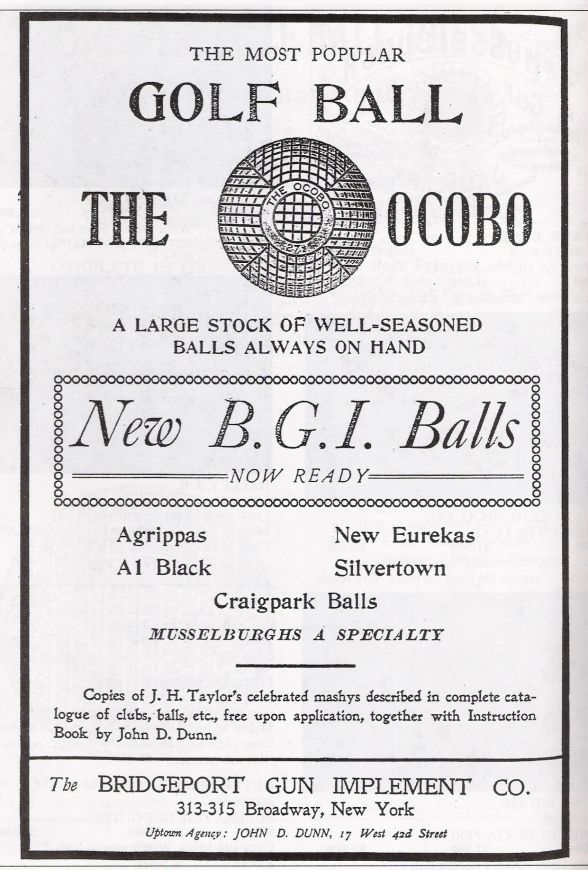 THE MOST POPULAR
GOLF BALL
THE OCOBO
THE OCOBO
27
A LARGE STOCK OF WELL=SEASONED
BALLS ALWAYS ON HAND
New B. G. I. Balls
NOW READY
Agrippas New Eurekas
A1 Black Silvertown
Craigpark Balls
MUSSELBURGHS A SPECIALTY
Copies of J. H. Taylor's celebrated mashys described in complete cata-
logue of clubs, balls, etc., free upon application, together with Instruction
Book by John D. Dunn.
The BRIDGEPORT GUN IMPLEMENT CO.
313-315 Broadway, New York
Uptown Agency: JOHN D. DUNN, 17 West 42d Street